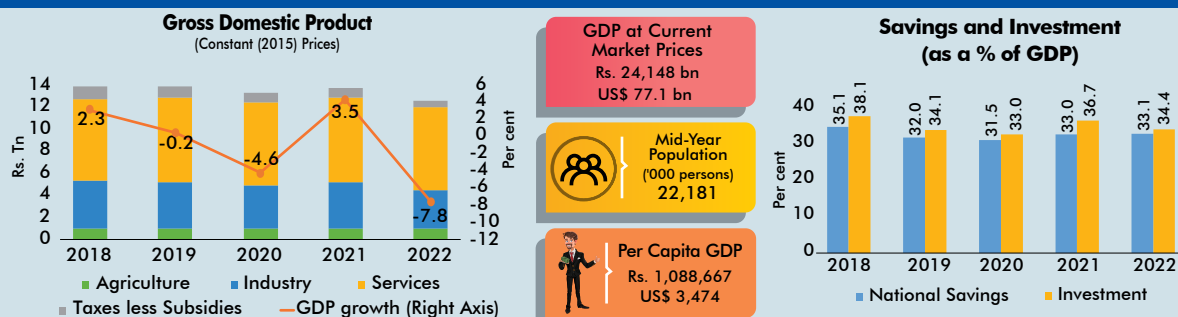 Gross Domestic Product
(Constant (2015) Prices)
Rs. Tn
14
12
10
8
6
4
2
0
2.3
-0.2
-4.6
3.5
-7.8
6
4
2
0
-2
-4
-6
-8
-10
-12
Per cent
2018 2019 2020 2021 2022
Agriculture Industry Services
Taxes less Subsidies GDP growth (Right Axis)
GDP at Current
Market Prices
Rs. 24,148 bn
US$ 77.1 bn
Mid-Year
Population
('000 persons)
22,181
Per Capita GDP
Rs. 1,088,667
US$ 3,474
Savings and Investment
(as a % of GDP)
Per cent
40
30
20
10
0
35.1 38.1 32.0 34.1 31.5 33.0 33.0 36.7 33.1 34.4
2018 2019 2020 2021 2022
National Savings Investment